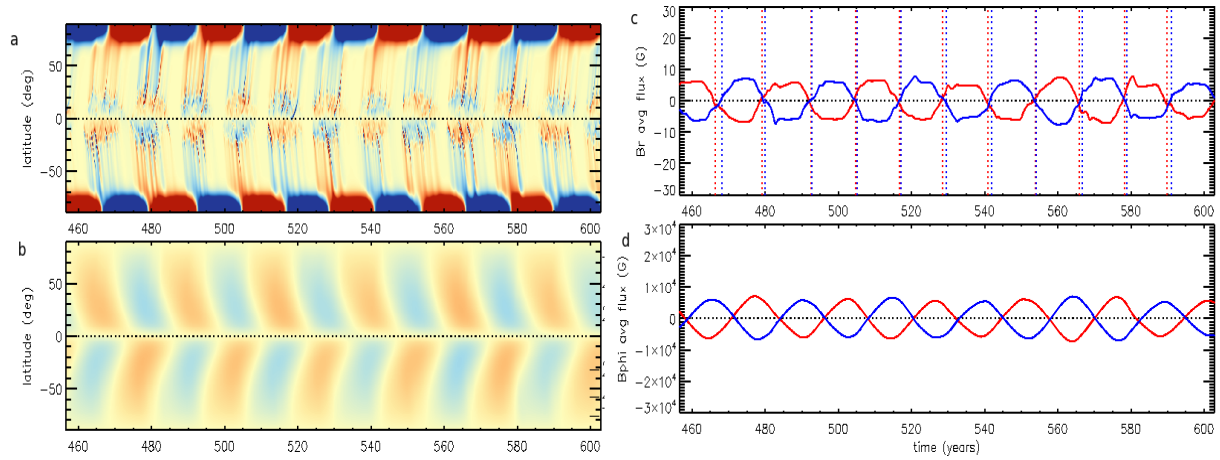 a
latitude (deg)
50
0
-50
460 480 500 520 540 560 580 600
b
latitude (deg)
50
0
-50
460 480 500 520 540 560 580 600
c
Br avg flux (G)
30
20
10
0
-10
-20
-30
460 480 500 520 540 560 580 600
d
Bphi avg flux (G)
3×10⁴
2×10⁴
1×10⁴
0
-1×10⁴
-2×10⁴
-3×10⁴
460 480 500 520 540 560 580 600
time (years)